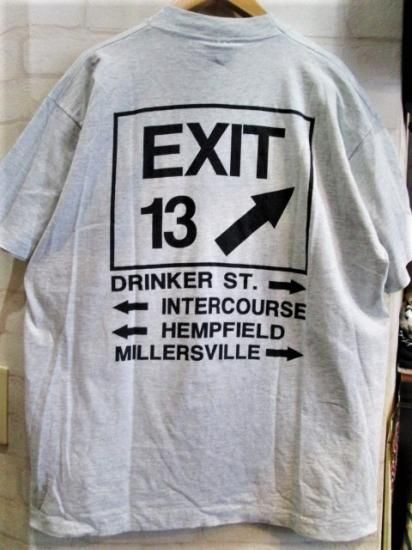 EXIT
13
DRINKER ST.
INTERCOURSE
HEMPFIELD
MILLERSVILLE